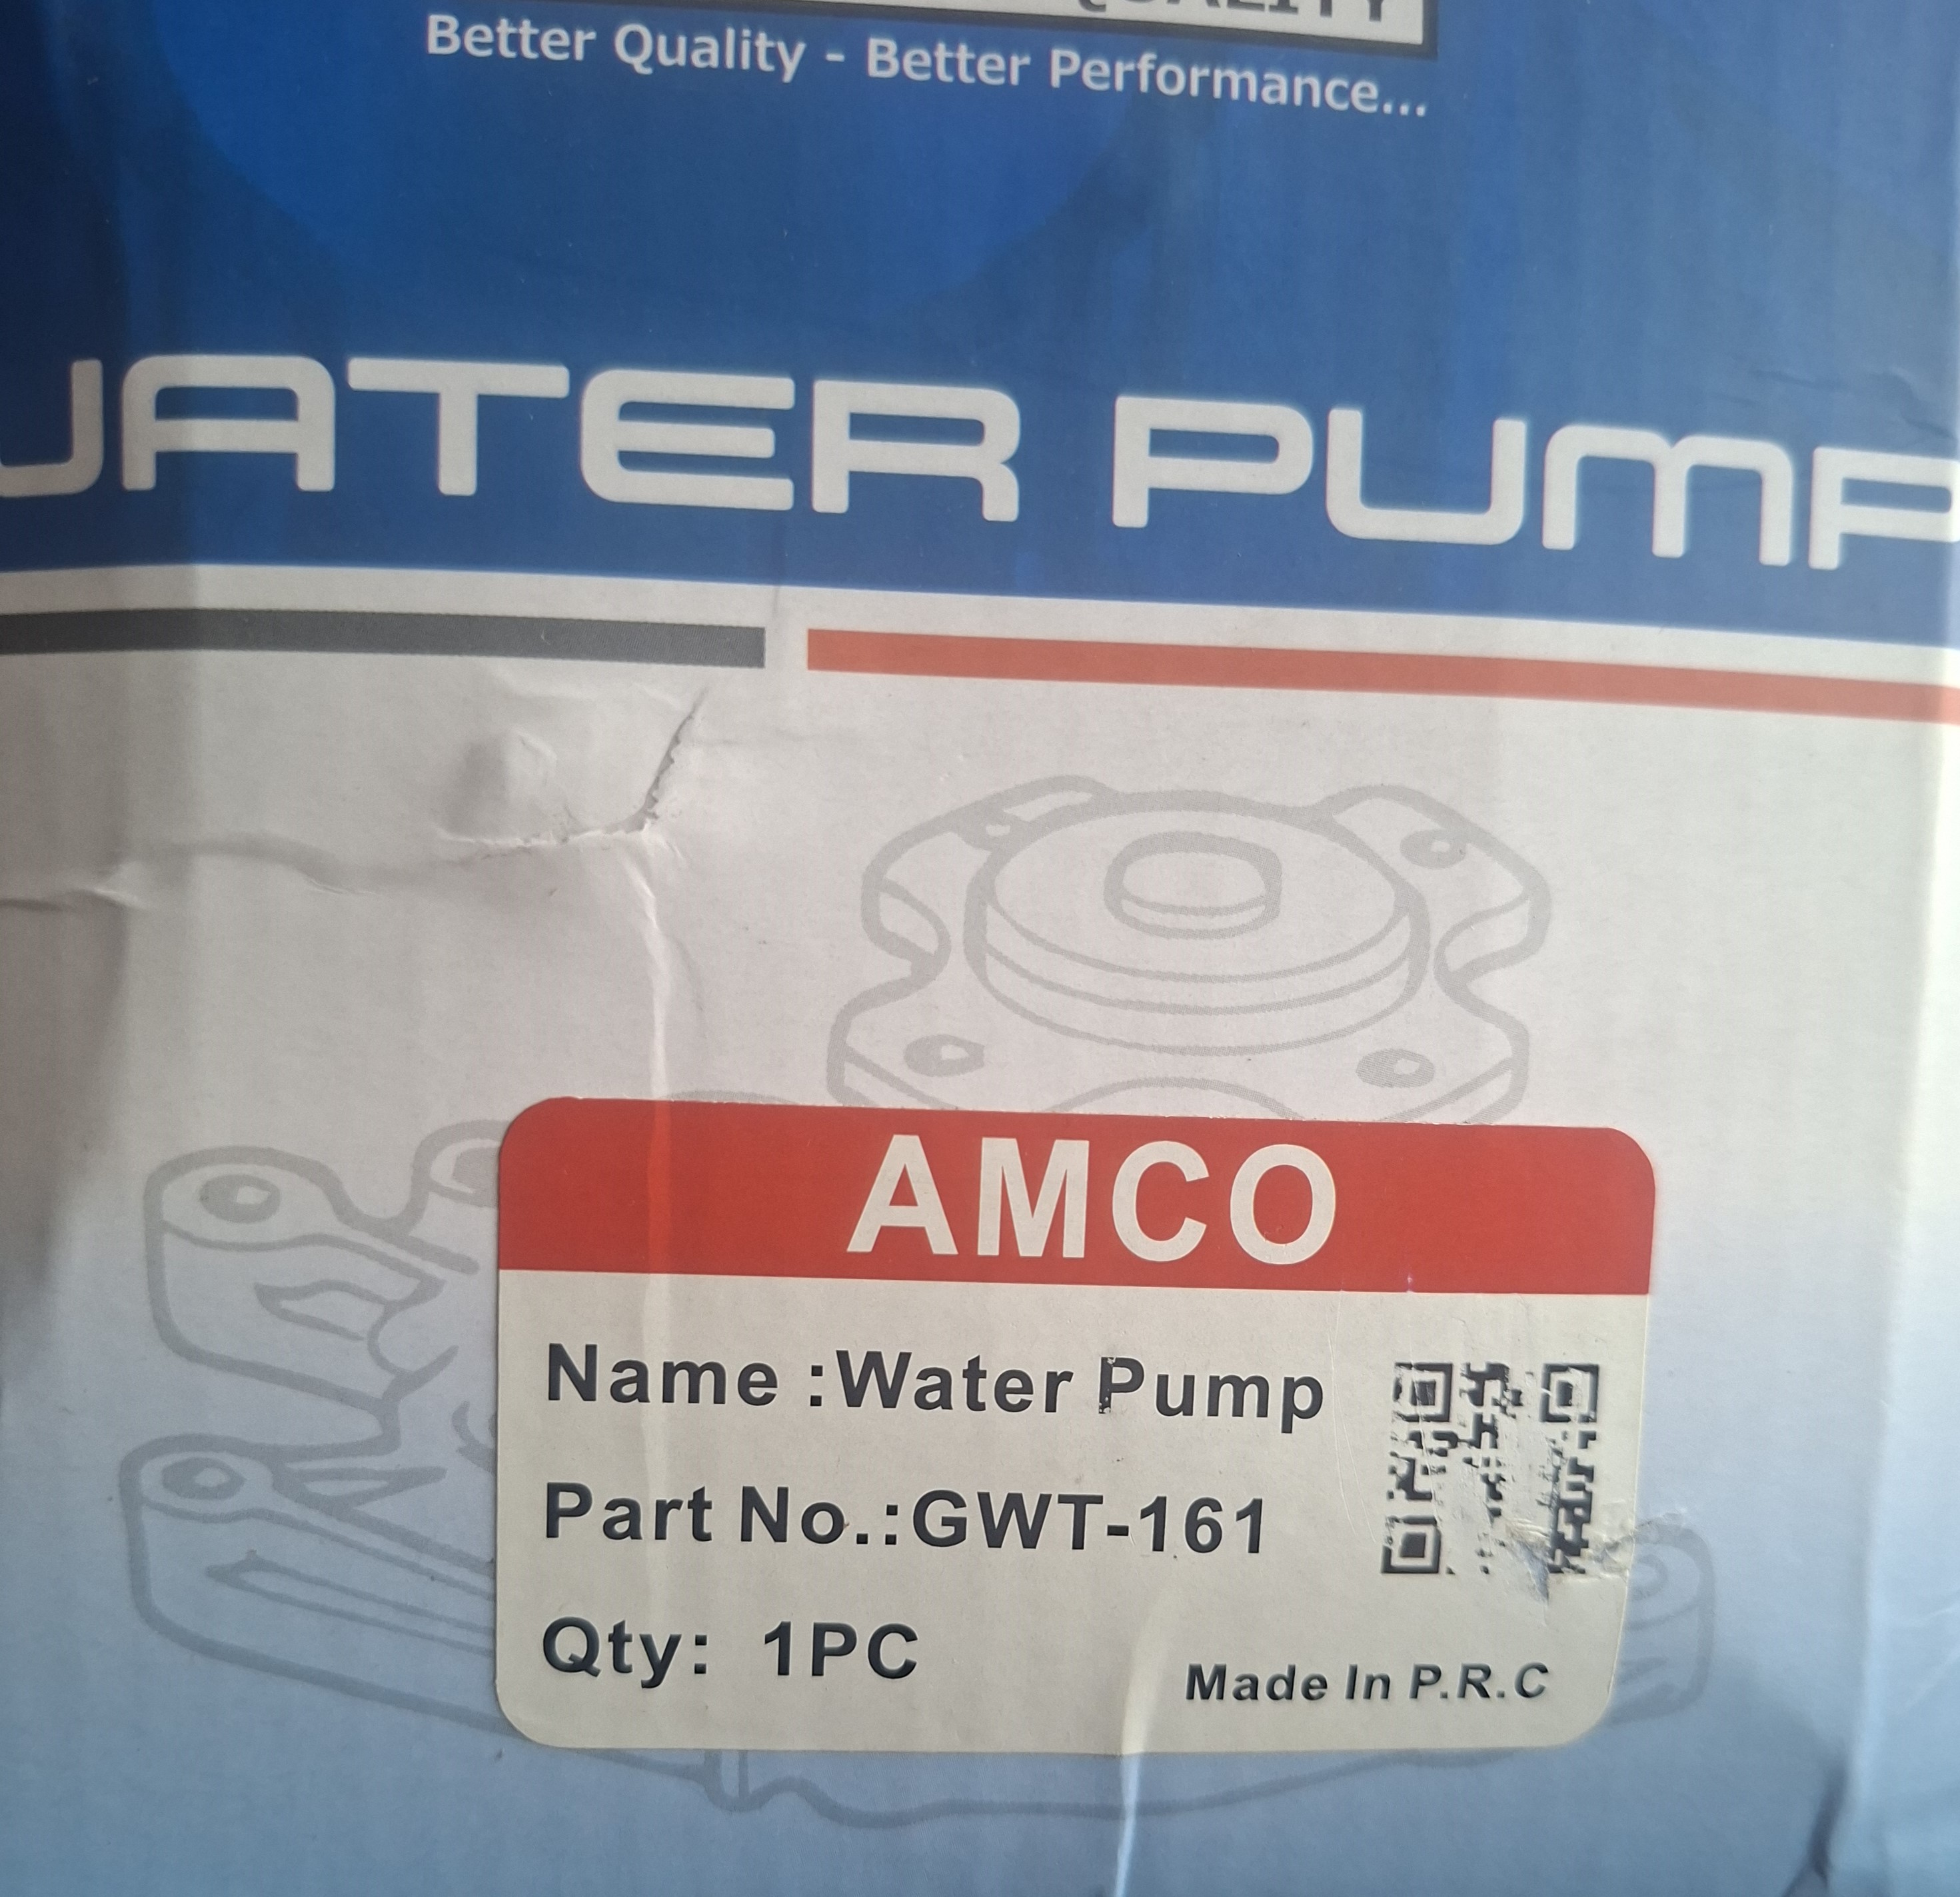 Better Quality - Better Performance...
WATER PUMP
AMCO
Name :Water Pump
Part No.:GWT-161
Qty: 1PC
Made In P.R.C